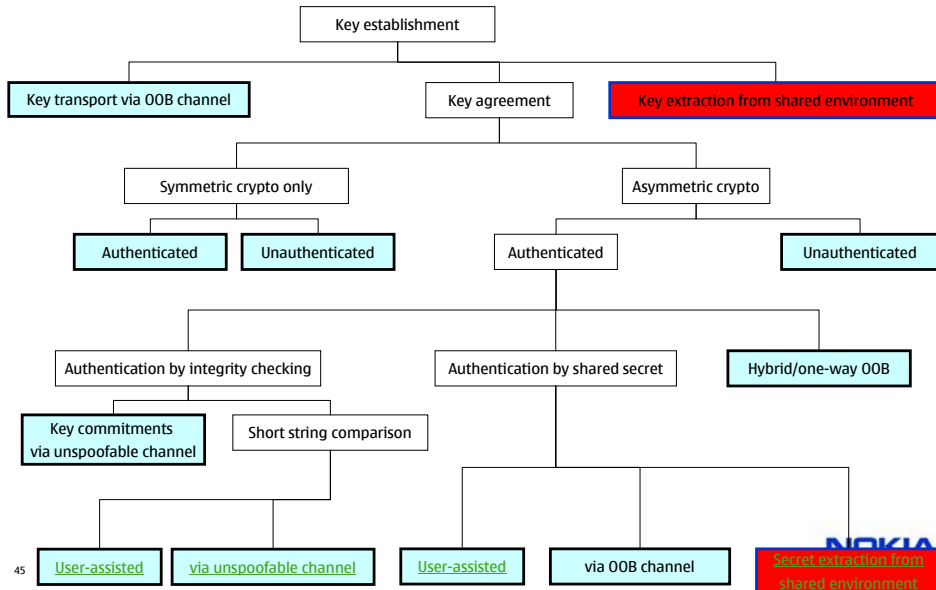 Key establishment
Key transport via OOB channel
Key agreement
Key extraction from shared environment
Symmetric crypto only
Asymmetric crypto
Authenticated
Unauthenticated
Authenticated
Unauthenticated
Authentication by integrity checking
Authentication by shared secret
Hybrid/one-way OOB
Key commitments
via unspoofable channel
Short string comparison
NOKIA
45
User-assisted
via unspoofable channel
User-assisted
via OOB channel
Secret extraction from
shared environment